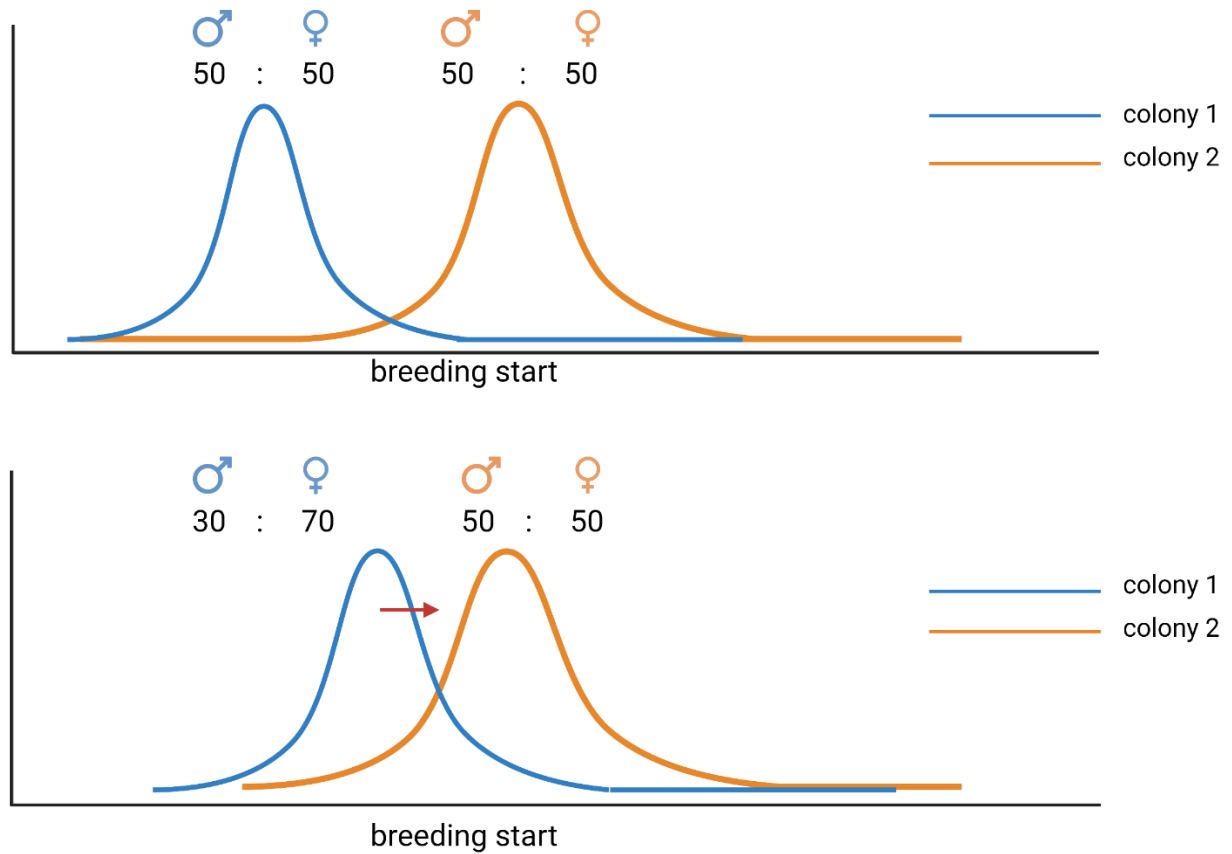 ♂ ♀ ♂ ♀
50 : 50 50 : 50
colony 1
colony 2
breeding start
♂ ♀ ♂ ♀
30 : 70 50 : 50
colony 1
colony 2
breeding start